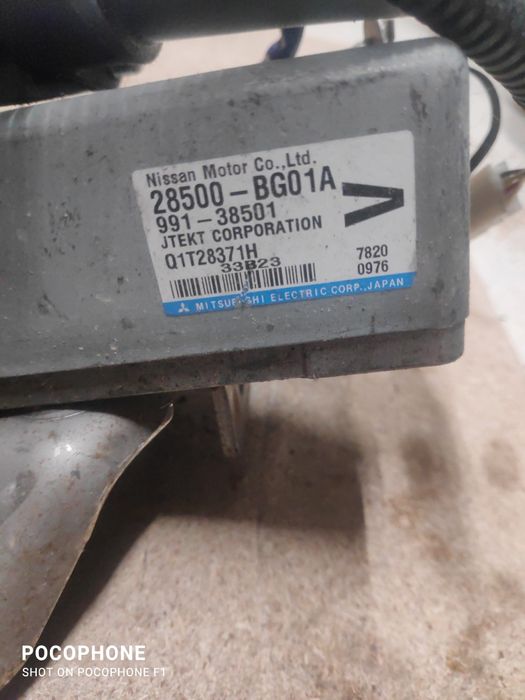 Nissan Motor Co.,Ltd.
28500-BG01A
991-38501
JTEKT CORPORATION
Q1T28371H
33B23
7820
0976
MITSUBISHI ELECTRIC CORP.,JAPAN
POCOPHONE
SHOT ON POCOPHONE F1